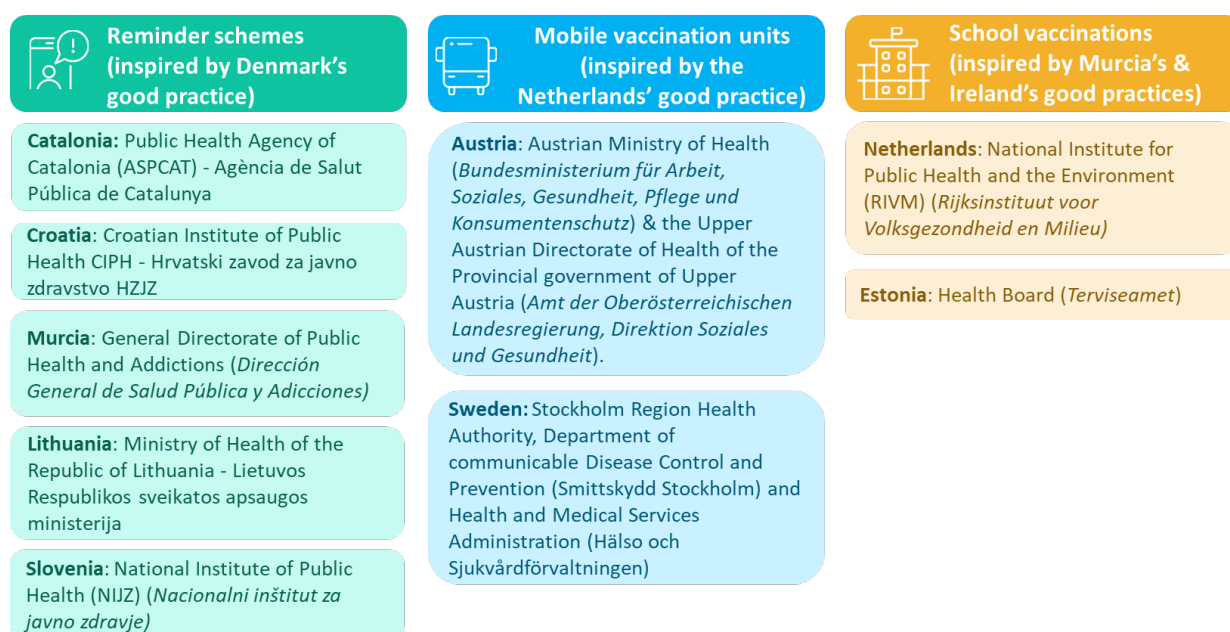 Reminder schemes
(inspired by Denmark's
good practice)
Catalonia: Public Health Agency of
Catalonia (ASPCAT) - Agència de Salut
Pública de Catalunya
Croatia: Croatian Institute of Public
Health CIPH - Hrvatski zavod za javno
zdravstvo HZJZ
Murcia: General Directorate of Public
Health and Addictions (Dirección
General de Salud Pública y Adicciones)
Lithuania: Ministry of Health of the
Republic of Lithuania - Lietuvos
Respublikos sveikatos apsaugos
ministerija
Slovenia: National Institute of Public
Health (NIJZ) (Nacionalni inštitut za
javno zdravje)
Mobile vaccination units
(inspired by the
Netherlands' good practice)
Austria: Austrian Ministry of Health
(Bundesministerium für Arbeit,
Soziales, Gesundheit, Pflege und
Konsumentenschutz) & the Upper
Austrian Directorate of Health of the
Provincial government of Upper
Austria (Amt der Oberösterreichischen
Landesregierung, Direktion Soziales
und Gesundheit).
Sweden: Stockholm Region Health
Authority, Department of
communicable Disease Control and
Prevention (Smittskydd Stockholm) and
Health and Medical Services
Administration (Hälso och
Sjukvårdförvaltningen)
School vaccinations
(inspired by Murcia's &
Ireland's good practices)
Netherlands: National Institute for
Public Health and the Environment
(RIVM) (Rijksinstituut voor
Volksgezondheid en Milieu)
Estonia: Health Board (Terviseamet)